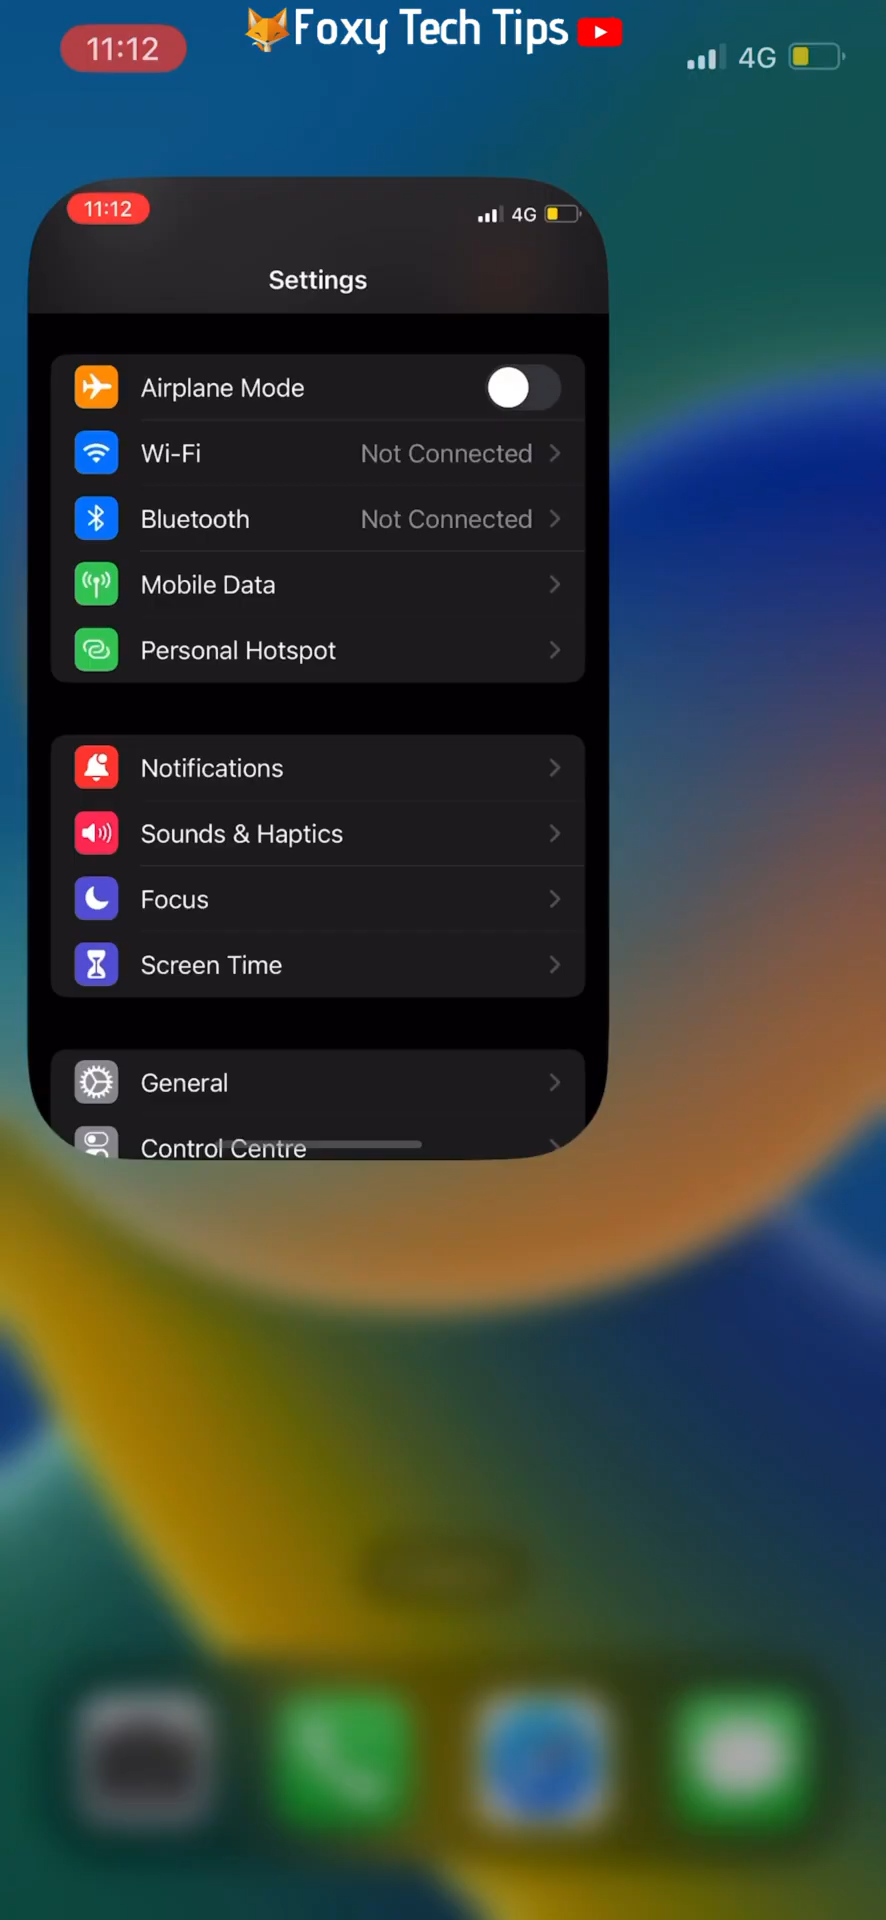 Foxy Tech Tips
11:12
4G
11:12
4G
Settings
Airplane Mode
Wi-Fi Not Connected
Bluetooth Not Connected
Mobile Data
Personal Hotspot
Notifications
Sounds & Haptics
Focus
Screen Time
General
Control Centre